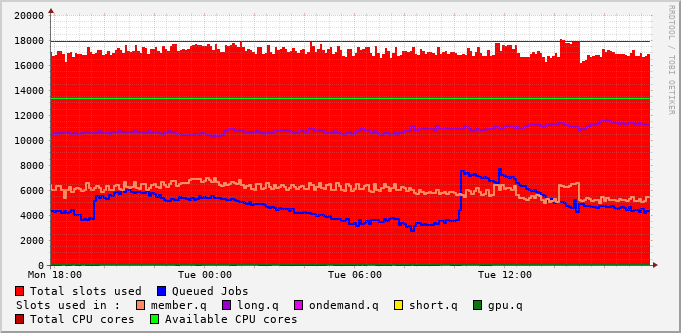 20000
18000
16000
14000
12000
10000
8000
6000
4000
2000
0
Mon 18:00 Tue 00:00 Tue 06:00 Tue 12:00
Total slots used Queued Jobs
Slots used in : member.q long.q ondemand.q short.q gpu.q
Total CPU cores Available CPU cores
RRDTOOL / TOBI OETIKER